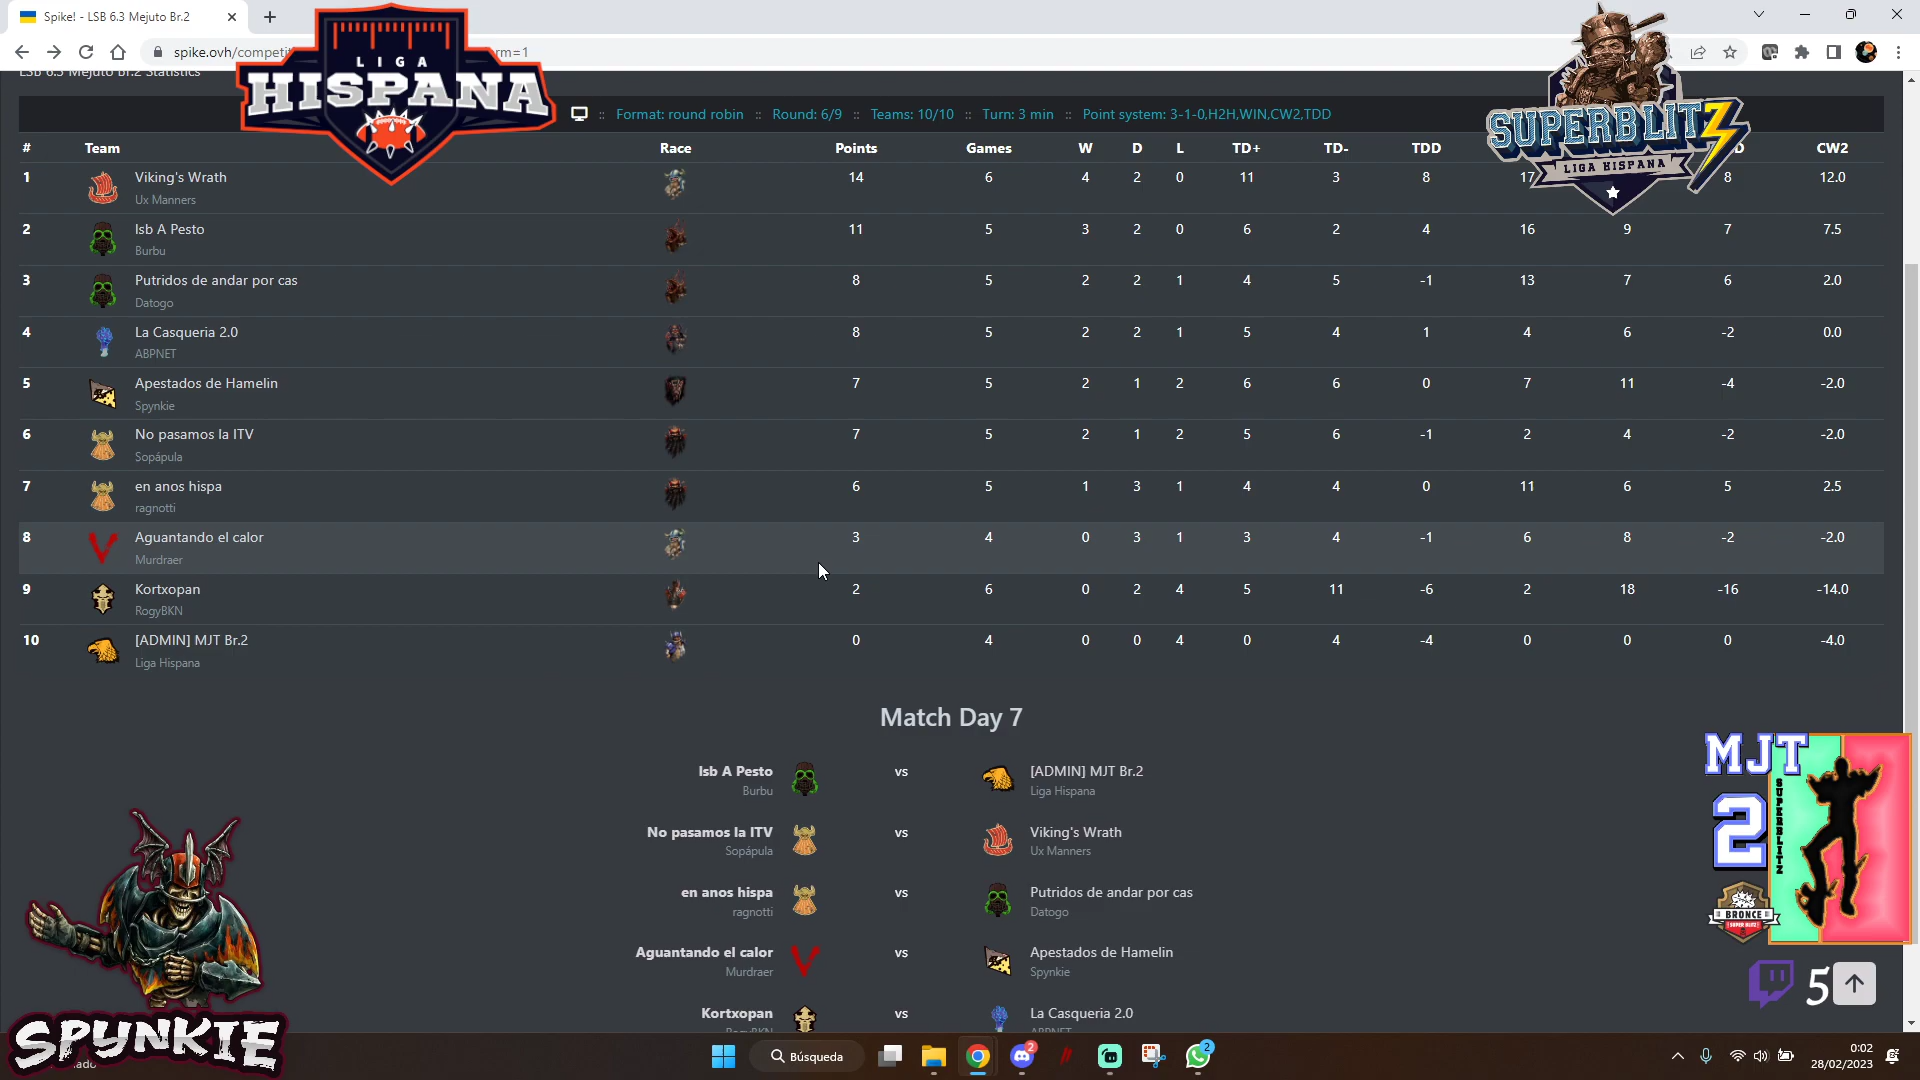 Spike! - LSB 6.3 Mejuto Br.2
spike.ovh/competi
rm=1
LSB 6.3 Mejuto Br.2 Statistics
LIGA
HISPANA
SUPERBLITZ
LIGA HISPANA
:: Format: round robin :: Round: 6/9 :: Teams: 10/10 :: Turn: 3 min :: Point system: 3-1-0,H2H,WIN,CW2,TDD
# Team Race Points Games W D L TD+ TD- TDD D CW2
1 Viking's Wrath 14 6 4 2 0 11 3 8 17 8 12.0
Ux Manners
2 Isb A Pesto 11 5 3 2 0 6 2 4 16 9 7 7.5
Burbu
3 Putridos de andar por cas 8 5 2 2 1 4 5 -1 13 7 6 2.0
Datogo
4 La Casqueria 2.0 8 5 2 2 1 5 4 1 4 6 -2 0.0
ABPNET
5 Apestados de Hamelin 7 5 2 1 2 6 6 0 7 11 -4 -2.0
Spynkie
6 No pasamos la ITV 7 5 2 1 2 5 6 -1 2 4 -2 -2.0
Sopápula
7 en anos hispa 6 5 1 3 1 4 4 0 11 6 5 2.5
ragnotti
8 Aguantando el calor 3 4 0 3 1 3 4 -1 6 8 -2 -2.0
Murdraer
9 Kortxopan 2 6 0 2 4 5 11 -6 2 18 -16 -14.0
RogyBKN
10 [ADMIN] MJT Br.2 0 4 0 0 4 0 4 -4 0 0 0 -4.0
Liga Hispana
Match Day 7
Isb A Pesto vs [ADMIN] MJT Br.2
Burbu Liga Hispana
No pasamos la ITV vs Viking's Wrath
Sopápula Ux Manners
en anos hispa vs Putridos de andar por cas
ragnotti Datogo
Aguantando el calor vs Apestados de Hamelin
Murdraer Spynkie
Kortxopan vs La Casqueria 2.0
RogyBKN ABPNET
MJT
2
SUPERBLITZ
BRONCE
SUPER BLITZ
5
SPYNKIE
Búsqueda
2
2
0:02
28/02/2023